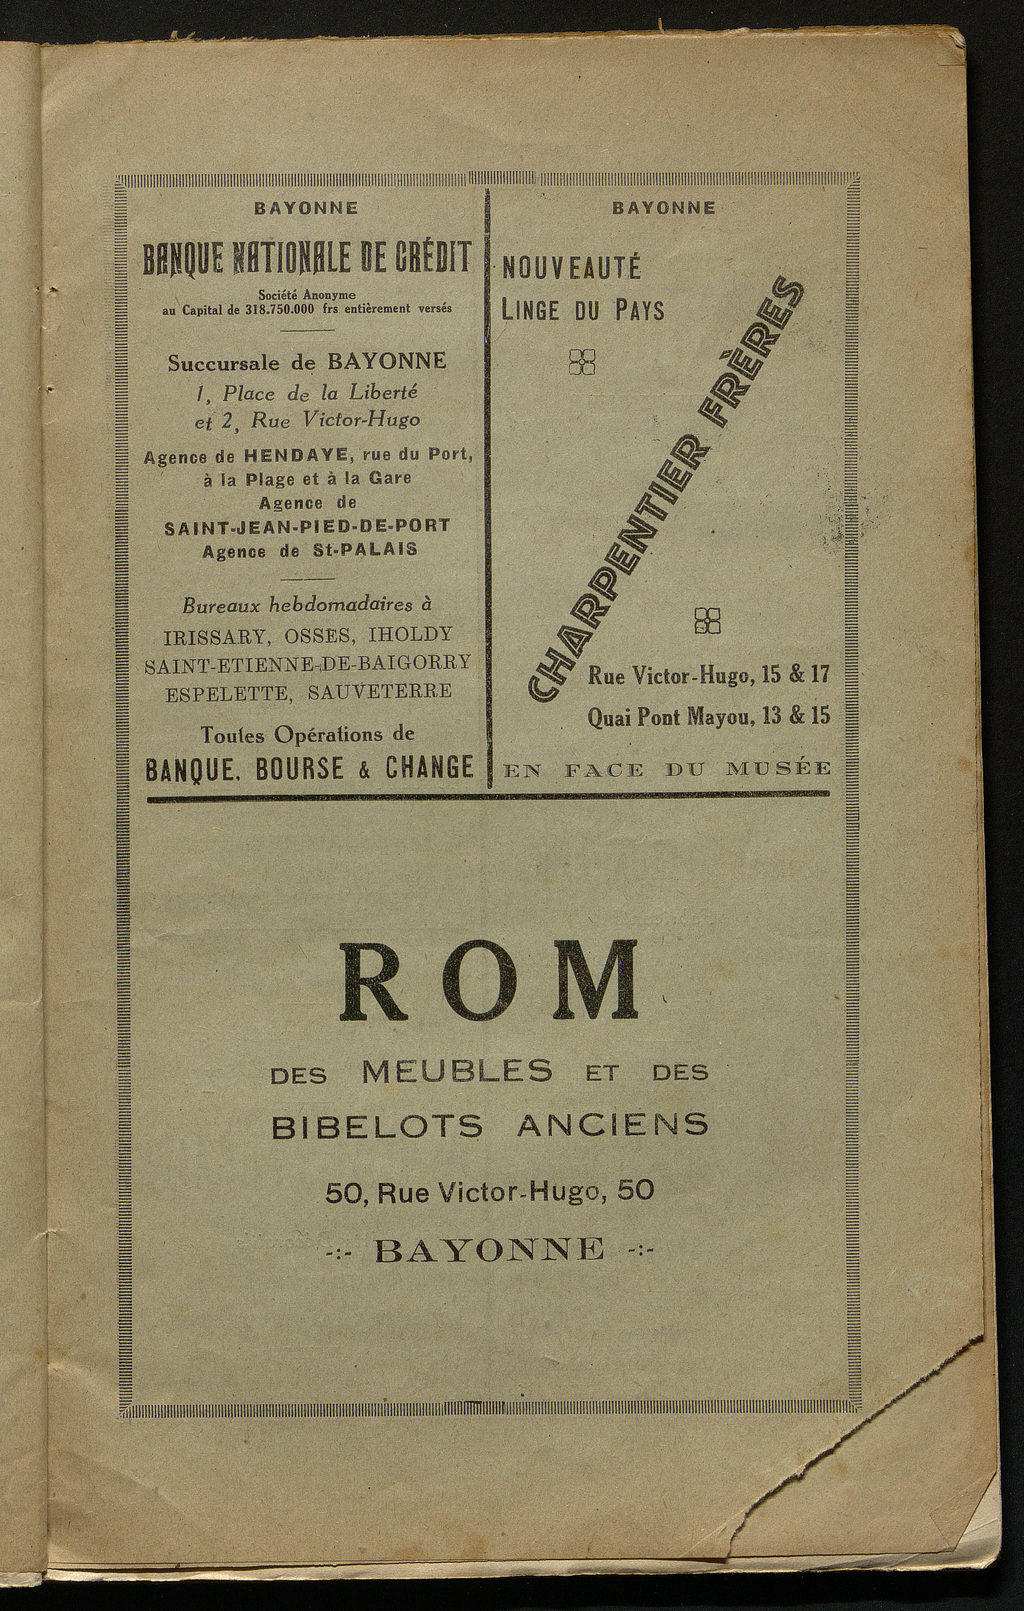 BAYONNE
BANQUE NATIONALE DE CRÉDIT
Société Anonyme
au Capital de 318.750.000 frs entièrement versés
Succursale de BAYONNE
1, Place de la Liberté
et 2, Rue Victor-Hugo
Agence de HENDAYE, rue du Port,
à la Plage et à la Gare
Agence de
SAINT-JEAN-PIED-DE-PORT
Agence de St-PALAIS
Bureaux hebdomadaires à
IRISSARY, OSSES, IHOLDY
SAINT-ETIENNE-DE-BAIGORRY
ESPELETTE, SAUVETERRE
Toutes Opérations de
BANQUE, BOURSE & CHANGE
BAYONNE
NOUVEAUTÉ
LINGE DU PAYS
CHARPENTIER FRÈRES
Rue Victor-Hugo, 15 & 17
Quai Pont Mayou, 13 & 15
EN FACE DU MUSÉE
ROM
DES MEUBLES ET DES
BIBELOTS ANCIENS
50, Rue Victor-Hugo, 50
-:- BAYONNE -:-